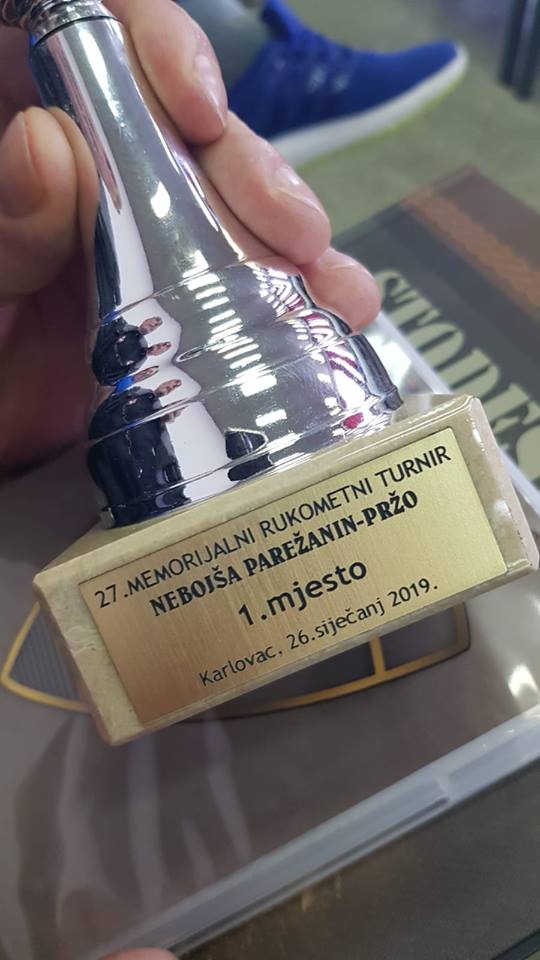 27.MEMORIJALNI RUKOMETNI TURNIR
NEBOJŠA PAREŽANIN-PRŽO
1.mjesto
Karlovac, 26.siječanj 2019.